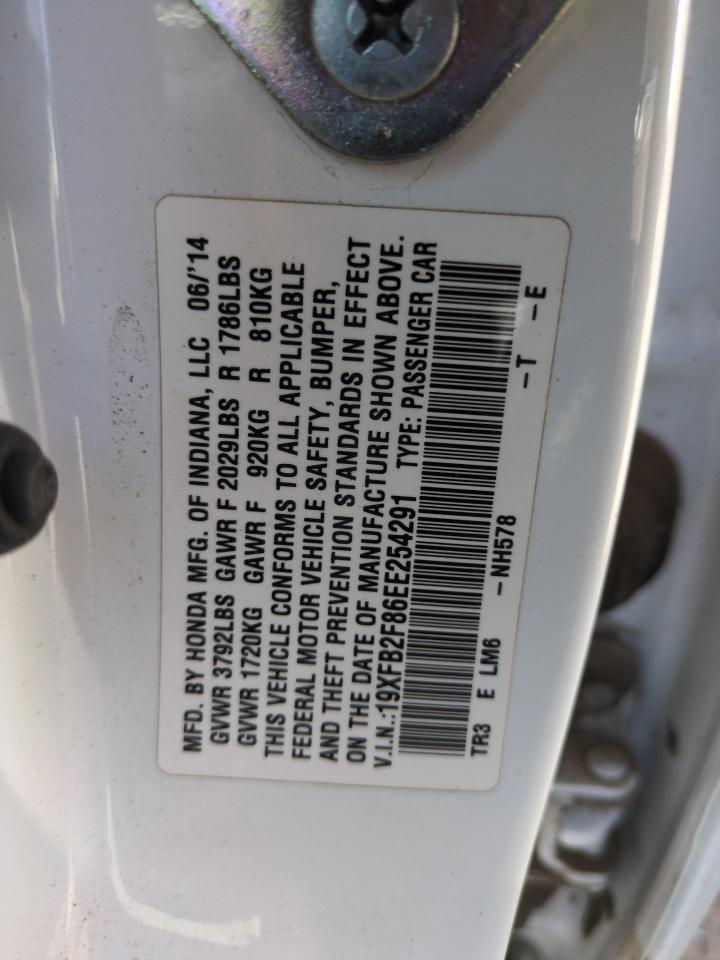 MFD. BY HONDA MFG. OF INDIANA, LLC 06/'14
GVWR 3792LBS GAWR F 2029LBS R 1786LBS
GVWR 1720KG GAWR F 920KG R 810KG
THIS VEHICLE CONFORMS TO ALL APPLICABLE
FEDERAL MOTOR VEHICLE SAFETY, BUMPER,
AND THEFT PREVENTION STANDARDS IN EFFECT
ON THE DATE OF MANUFACTURE SHOWN ABOVE.
V.I.N.:19XFB2F86EE254291 TYPE: PASSENGER CAR
TR3 E LM6 -NH578 -T -E